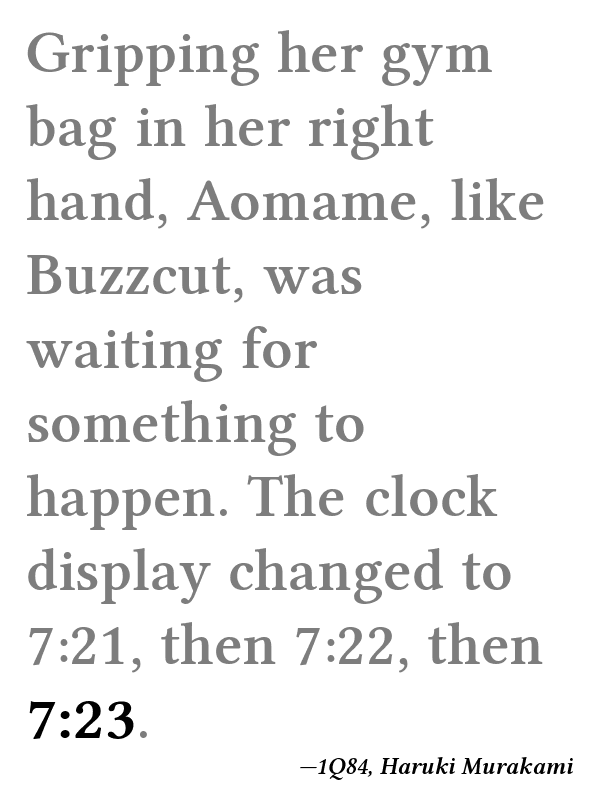 Gripping her gym
bag in her right
hand, Aomame, like
Buzzcut, was
waiting for
something to
happen. The clock
display changed to
7:21, then 7:22, then
7:23.
—1Q84, Haruki Murakami